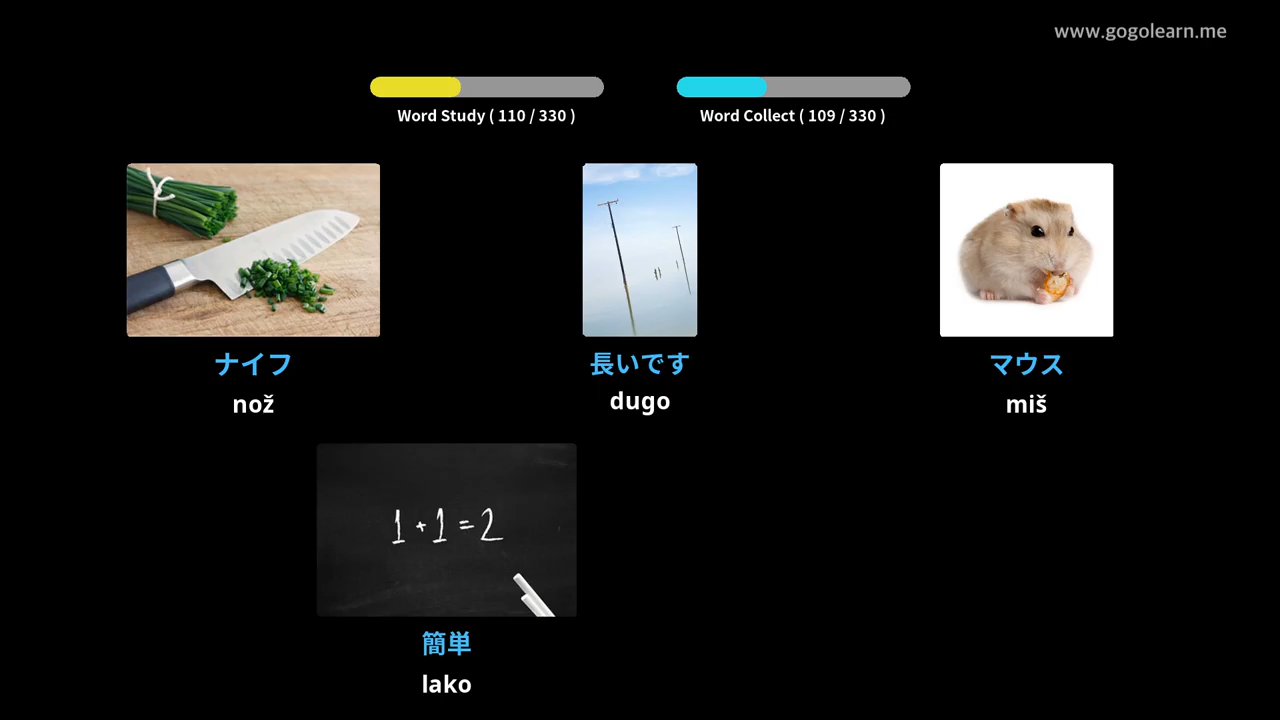 www.gogolearn.me
Word Study ( 110 / 330 )
Word Collect ( 109 / 330 )
ナイフ
nož
長いです
dugo
マウス
miš
1 + 1 = 2
簡単
lako